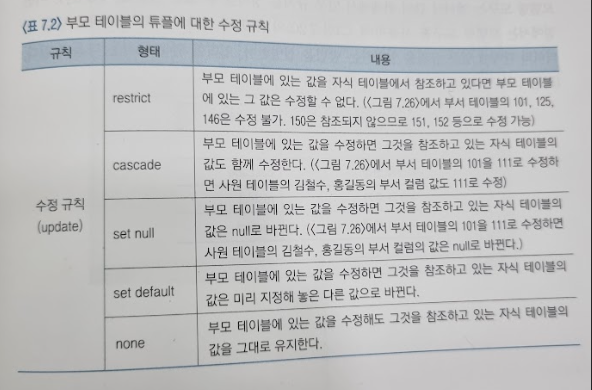 〈표 7.2〉 부모 테이블의 튜플에 대한 수정 규칙
규칙 형태 내용
수정 규칙
(update)
restrict
부모 테이블에 있는 값을 자식 테이블에서 참조하고 있다면 부모 테이블
에 있는 그 값은 수정할 수 없다. (〈그림 7.26〉에서 부서 테이블의 101, 125,
146은 수정 불가. 150은 참조되지 않으므로 151, 152 등으로 수정 가능)
cascade
부모 테이블에 있는 값을 수정하면 그것을 참조하고 있는 자식 테이블의
값도 함께 수정한다. (〈그림 7.26〉에서 부서 테이블의 101을 111로 수정하
면 사원 테이블의 김철수, 홍길동의 부서 컬럼 값도 111로 수정)
set null
부모 테이블에 있는 값을 수정하면 그것을 참조하고 있는 자식 테이블의
값은 null로 바뀐다. (〈그림 7.26〉에서 부서 테이블의 101을 111로 수정하면
사원 테이블의 김철수, 홍길동의 부서 컬럼의 값은 null로 바뀐다.)
set default
부모 테이블에 있는 값을 수정하면 그것을 참조하고 있는 자식 테이블의
값은 미리 지정해 놓은 다른 값으로 바뀐다.
none
부모 테이블에 있는 값을 수정해도 그것을 참조하고 있는 자식 테이블의
값을 그대로 유지한다.